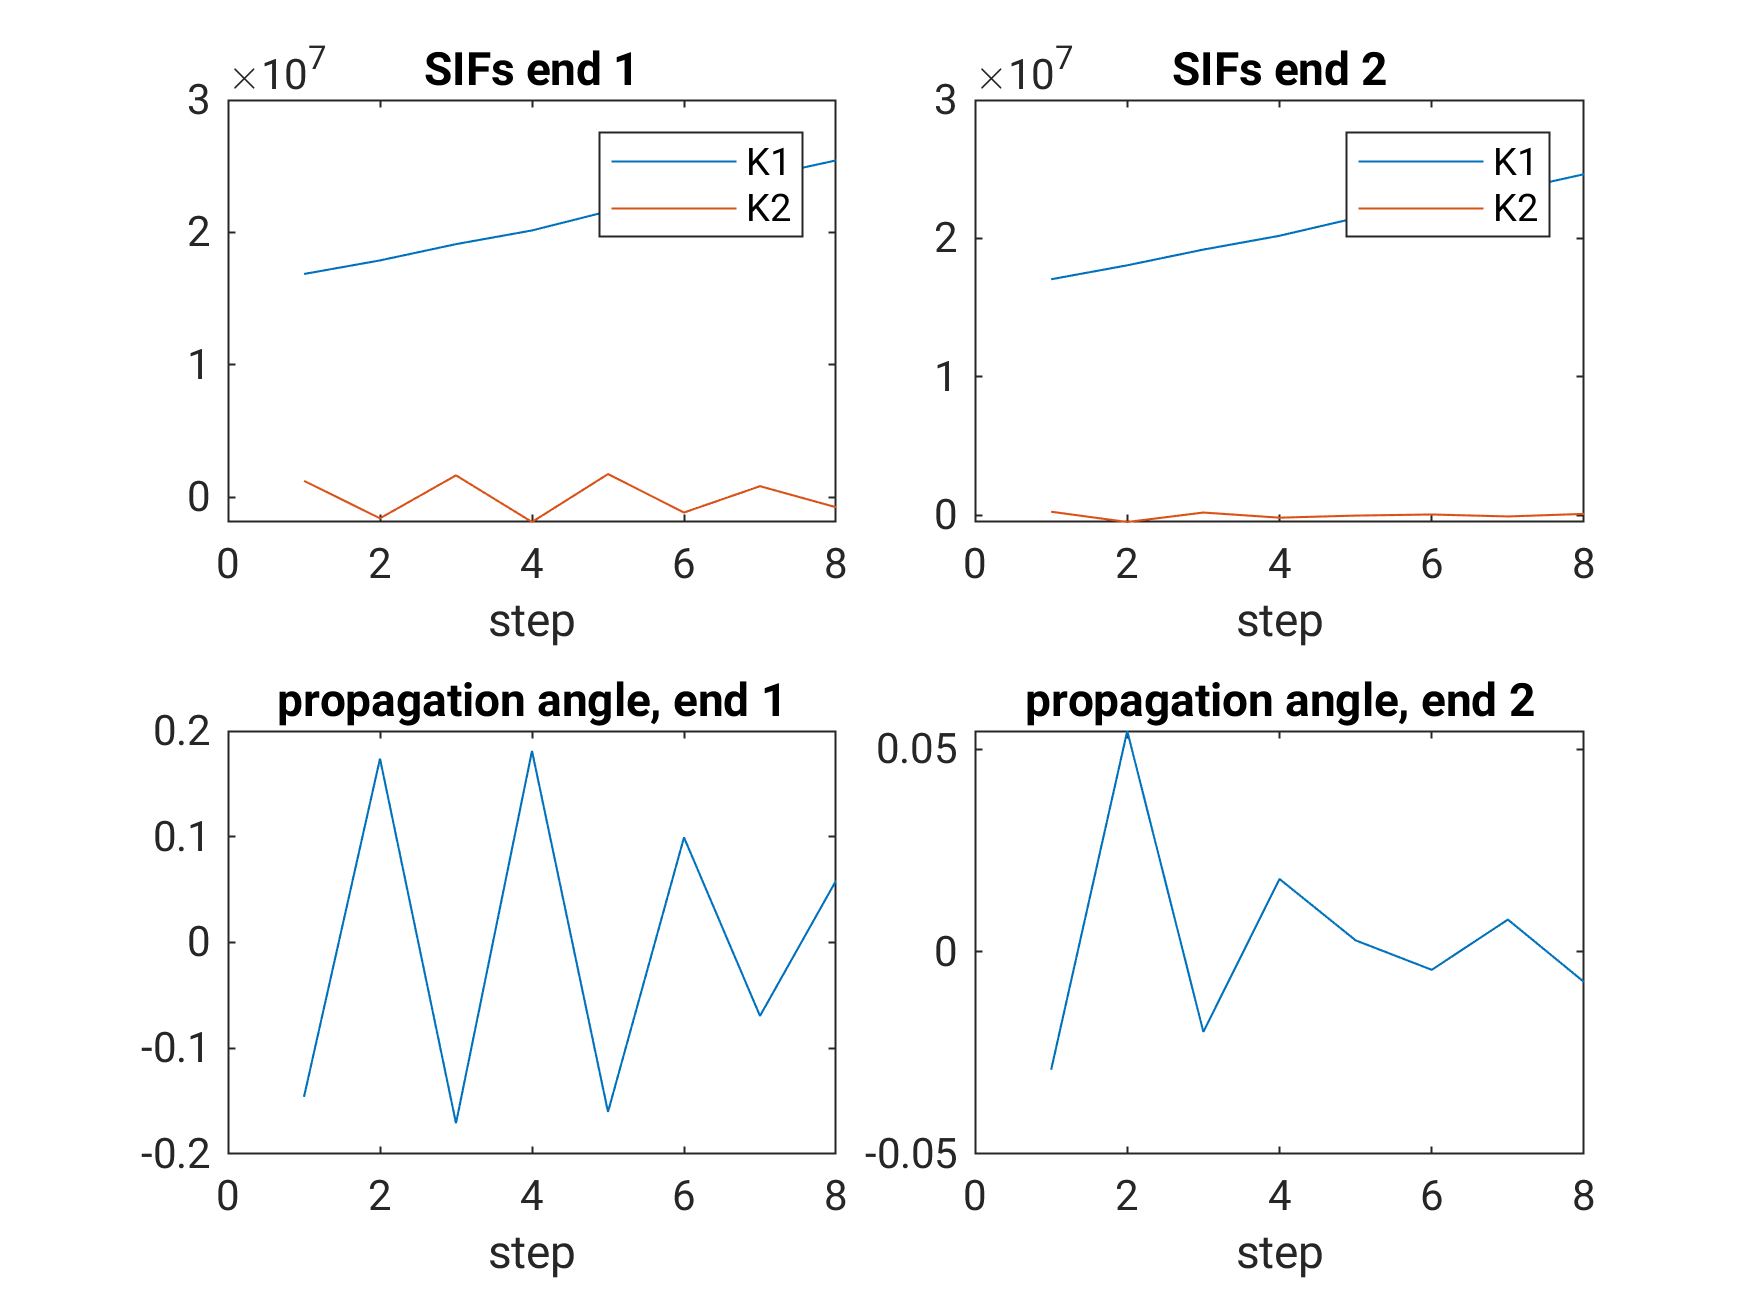 ×10^7 SIFs end 1
3
2
1
0
K1
K2
0 2 4 6 8
step
×10^7 SIFs end 2
3
2
1
0
K1
K2
0 2 4 6 8
step
propagation angle, end 1
0.2
0.1
0
-0.1
-0.2
0 2 4 6 8
step
propagation angle, end 2
0.05
0
-0.05
0 2 4 6 8
step